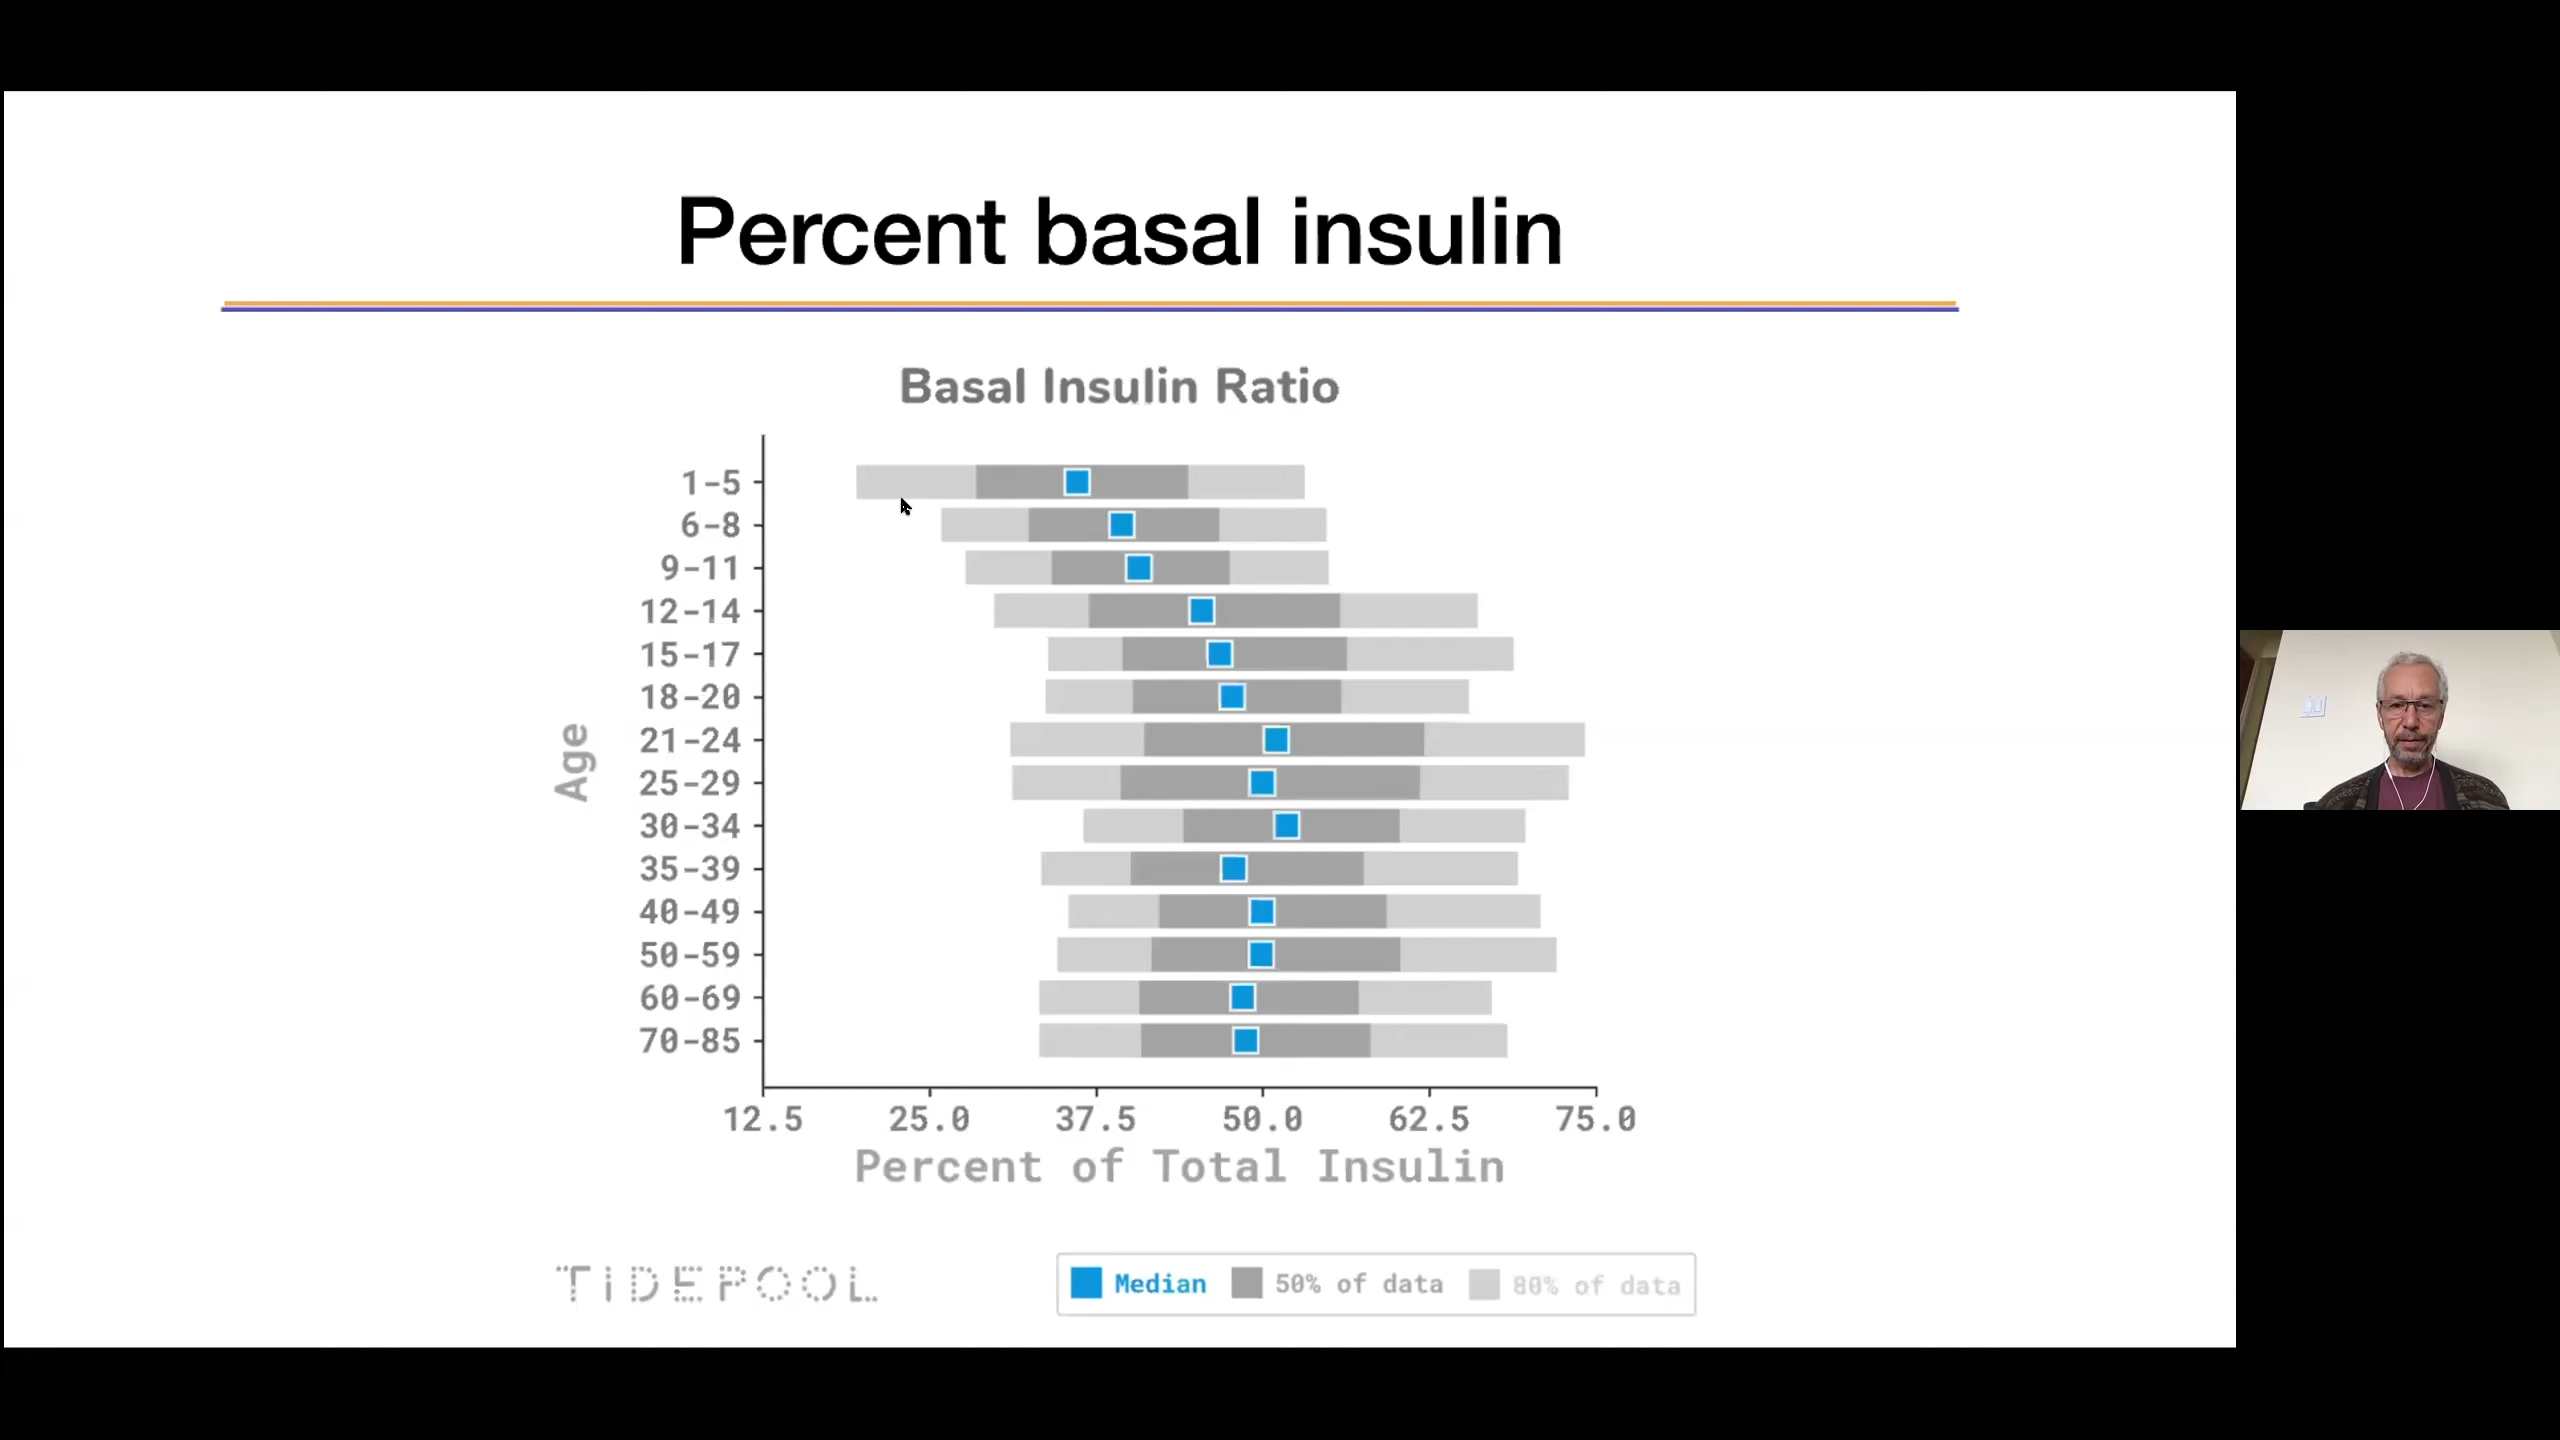 Percent basal insulin
Basal Insulin Ratio
Age
1-5
6-8
9-11
12-14
15-17
18-20
21-24
25-29
30-34
35-39
40-49
50-59
60-69
70-85
12.5 25.0 37.5 50.0 62.5 75.0
Percent of Total Insulin
TIDEPOOL
Median 50% of data 80% of data